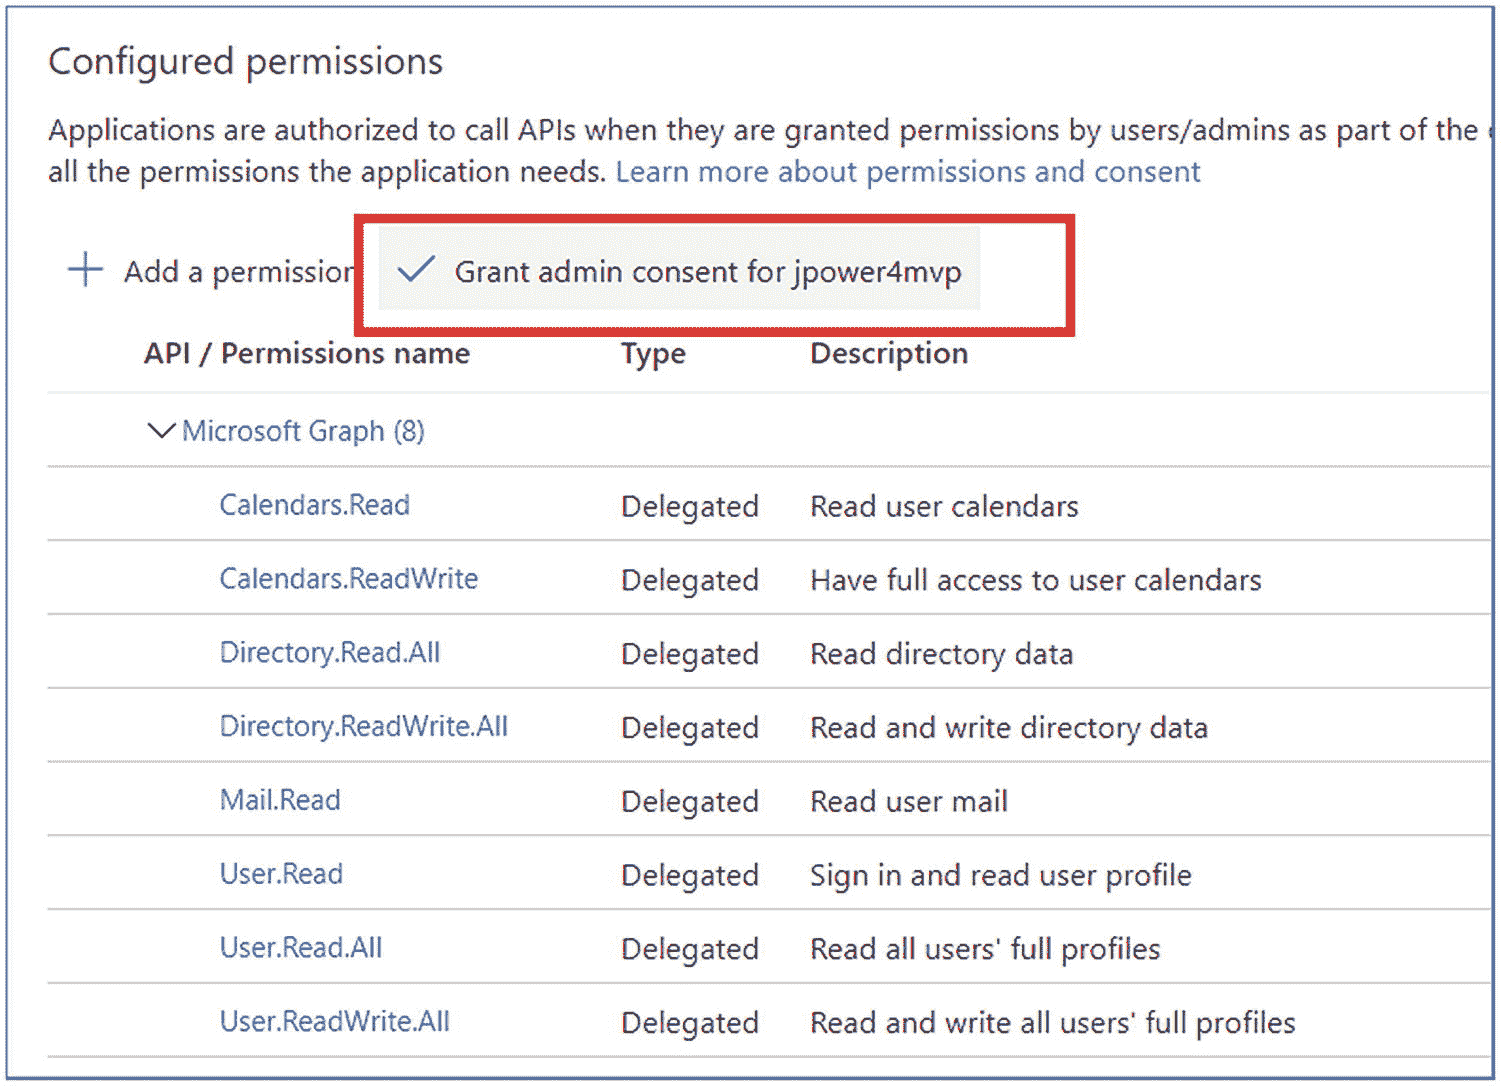 Configured permissions
Applications are authorized to call APIs when they are granted permissions by users/admins as part of the
all the permissions the application needs. Learn more about permissions and consent
Add a permission Grant admin consent for jpower4mvp
API / Permissions name Type Description
Microsoft Graph (8)
Calendars.Read Delegated Read user calendars
Calendars.ReadWrite Delegated Have full access to user calendars
Directory.Read.All Delegated Read directory data
Directory.ReadWrite.All Delegated Read and write directory data
Mail.Read Delegated Read user mail
User.Read Delegated Sign in and read user profile
User.Read.All Delegated Read all users' full profiles
User.ReadWrite.All Delegated Read and write all users' full profiles